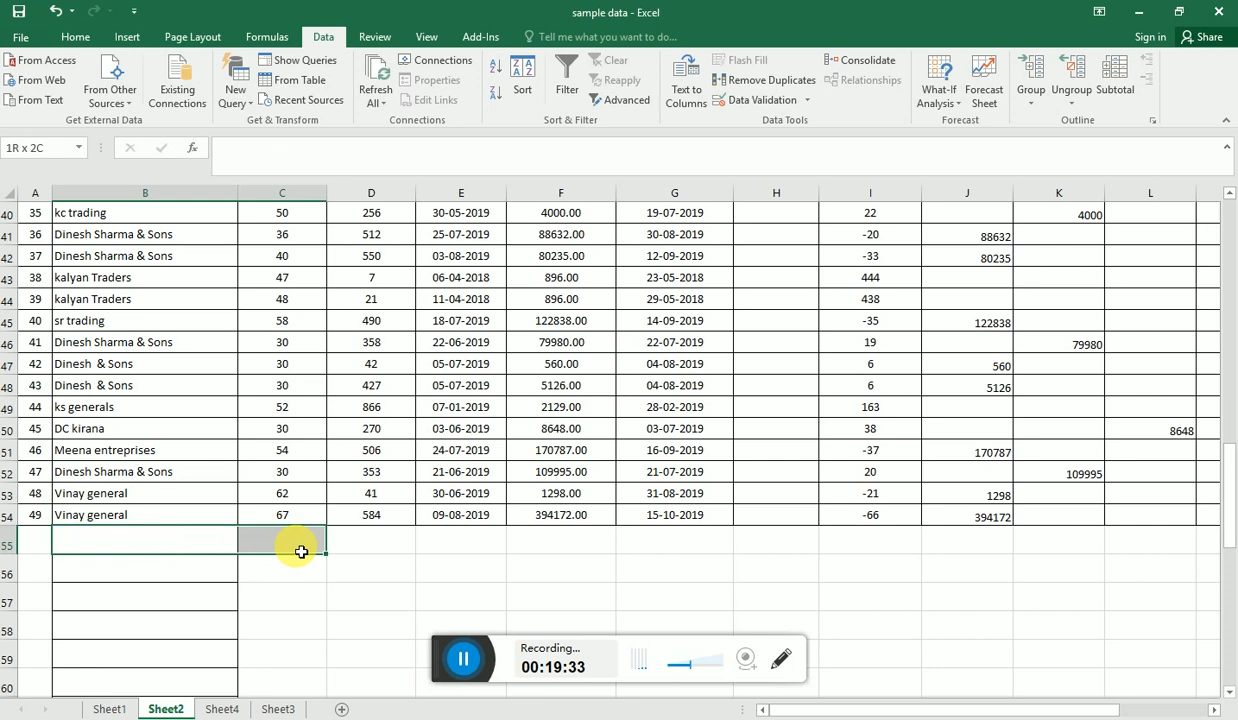 sample data - Excel
File Home Insert Page Layout Formulas Data Review View Add-Ins Tell me what you want to do... Sign in Share
From Access
From Web
From Text
From Other Sources
Existing Connections
Get External Data
New Query
Show Queries
From Table
Recent Sources
Get & Transform
Refresh All
Connections
Properties
Edit Links
Connections
Sort
Filter
Clear
Reapply
Advanced
Sort & Filter
Text to Columns
Flash Fill
Remove Duplicates
Data Validation
Consolidate
Relationships
Data Tools
What-If Analysis
Forecast Sheet
Forecast
Group
Ungroup
Subtotal
Outline
1R x 2C fx
A B C D E F G H I J K L
40 35 kc trading 50 256 30-05-2019 4000.00 19-07-2019 22 4000
41 36 Dinesh Sharma & Sons 36 512 25-07-2019 88632.00 30-08-2019 -20 88632
42 37 Dinesh Sharma & Sons 40 550 03-08-2019 80235.00 12-09-2019 -33 80235
43 38 kalyan Traders 47 7 06-04-2018 896.00 23-05-2018 444
44 39 kalyan Traders 48 21 11-04-2018 896.00 29-05-2018 438
45 40 sr trading 58 490 18-07-2019 122838.00 14-09-2019 -35 122838
46 41 Dinesh Sharma & Sons 30 358 22-06-2019 79980.00 22-07-2019 19 79980
47 42 Dinesh & Sons 30 42 05-07-2019 560.00 04-08-2019 6 560
48 43 Dinesh & Sons 30 427 05-07-2019 5126.00 04-08-2019 6 5126
49 44 ks generals 52 866 07-01-2019 2129.00 28-02-2019 163
50 45 DC kirana 30 270 03-06-2019 8648.00 03-07-2019 38 8648
51 46 Meena entreprises 54 506 24-07-2019 170787.00 16-09-2019 -37 170787
52 47 Dinesh Sharma & Sons 30 353 21-06-2019 109995.00 21-07-2019 20 109995
53 48 Vinay general 62 41 30-06-2019 1298.00 31-08-2019 -21 1298
54 49 Vinay general 67 584 09-08-2019 394172.00 15-10-2019 -66 394172
55
56
57
58
59
60
Recording...
00:19:33
Sheet1 Sheet2 Sheet4 Sheet3